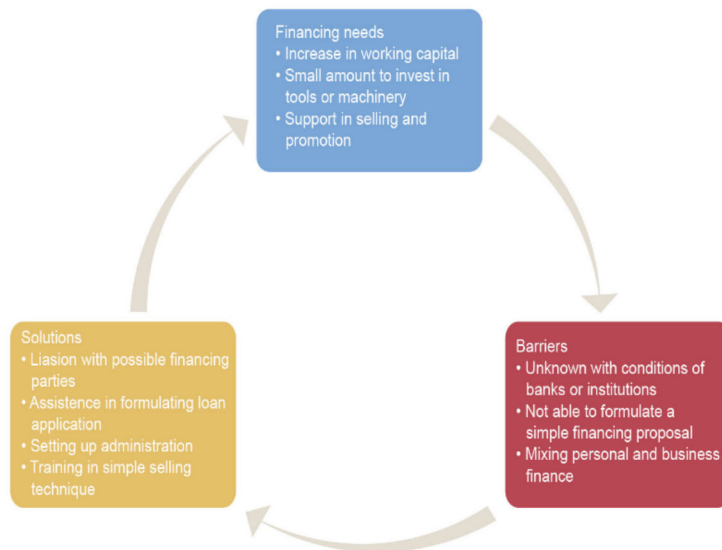 Financing needs
• Increase in working capital
• Small amount to invest in
tools or machinery
• Support in selling and
promotion
Solutions
• Liasion with possible financing
parties
• Assistence in formulating loan
application
• Setting up administration
• Training in simple selling
technique
Barriers
• Unknown with conditions of
banks or institutions
• Not able to formulate a
simple financing proposal
• Mixing personal and business
finance